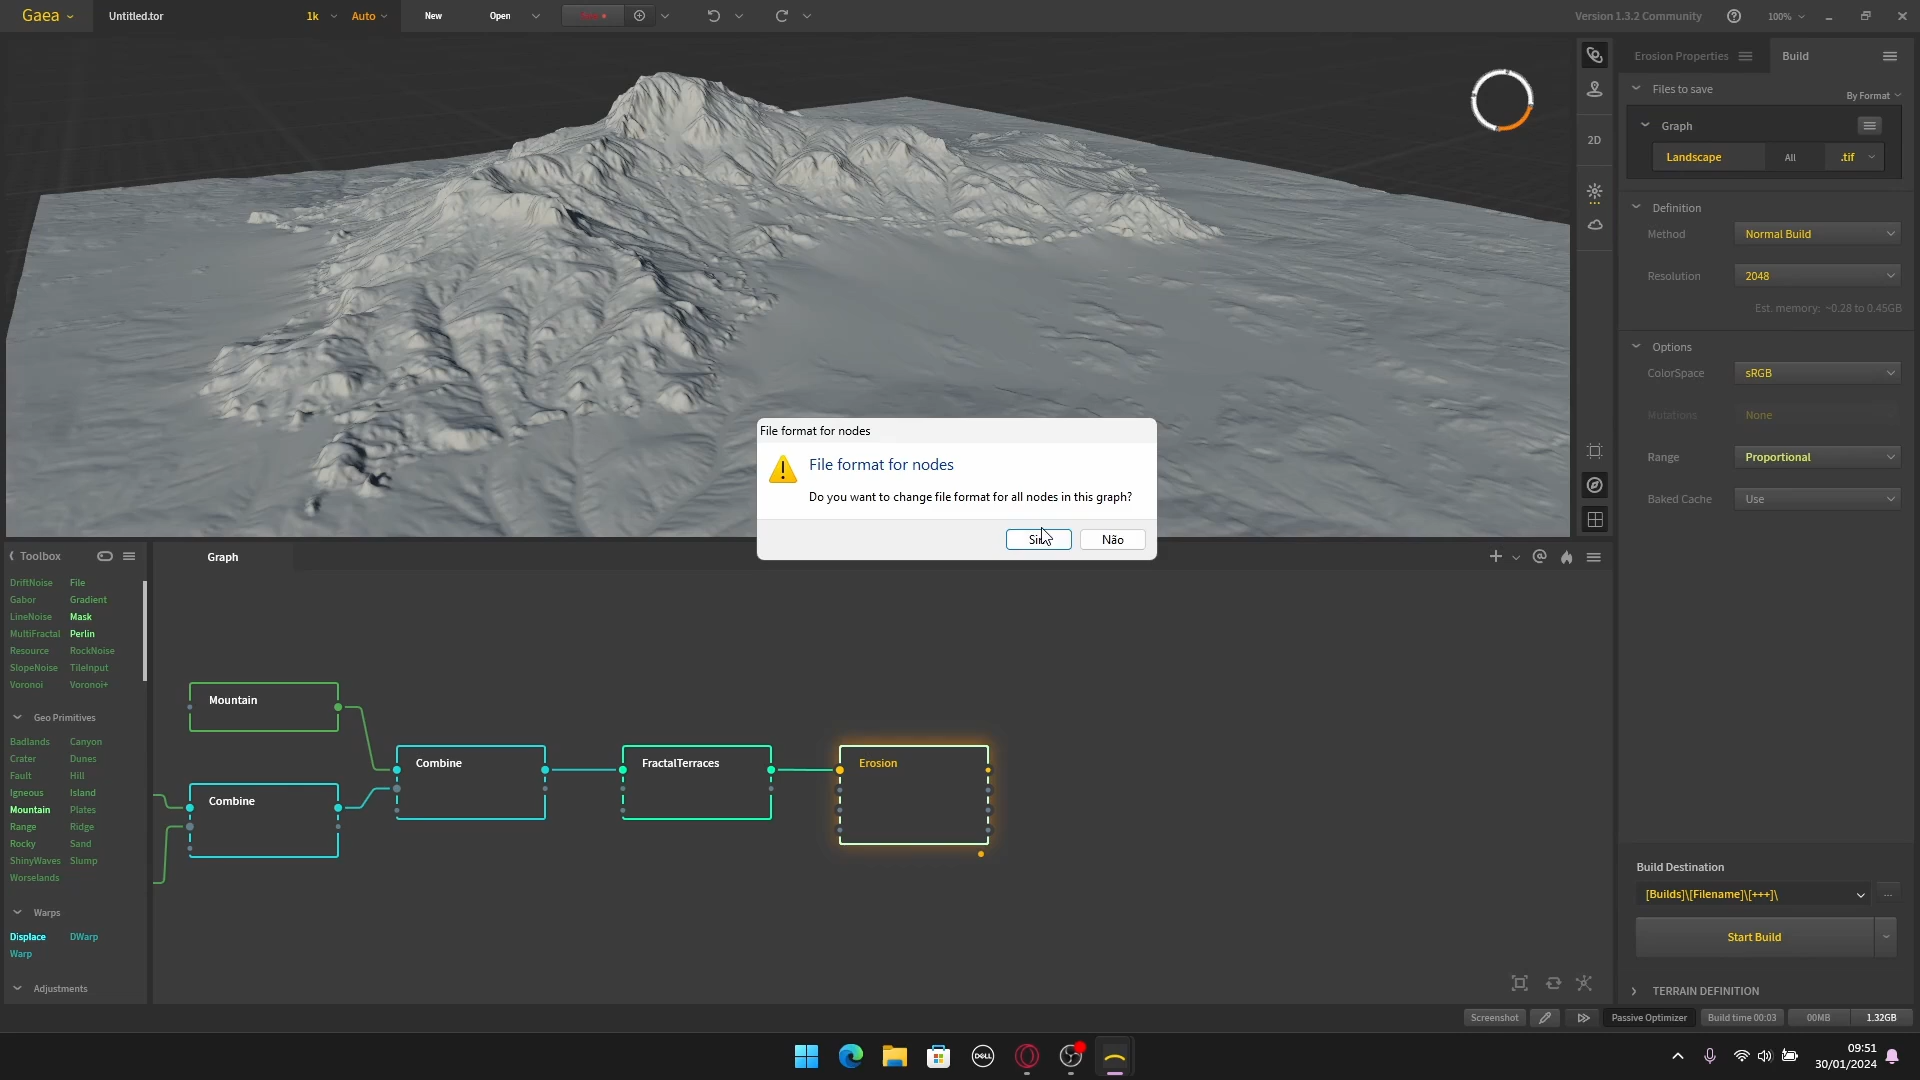 Gaea
Untitled.tor
1k
Auto
New
Open
Version 1.3.2 Community
100%
Erosion Properties
Build
Files to save
By Format
Graph
Landscape
All
.tif
2D
Definition
Method
Normal Build
Resolution
2048
Est. memory: ~0.28 to 0.45GB
Options
ColorSpace
sRGB
Mutations
None
Range
Proportional
Baked Cache
Use
File format for nodes
File format for nodes
Do you want to change file format for all nodes in this graph?
Não
Toolbox
Graph
DriftNoise File
Gabor Gradient
LineNoise Mask
MultiFractal Perlin
Resource RockNoise
SlopeNoise TileInput
Voronoi Voronoi+
Geo Primitives
Badlands Canyon
Crater Dunes
Fault Hill
Igneous Island
Mountain Plates
Range Ridge
Rocky Sand
ShinyWaves Slump
Worselands
Warps
Displace DWarp
Warp
Adjustments
Mountain
Combine
Combine
FractalTerraces
Erosion
Build Destination
[Builds]\[Filename]\[+++]\
Start Build
TERRAIN DEFINITION
Screenshot
Passive Optimizer
Build time 00:03
00MB
1.32GB
DELL
09:51
30/01/2024